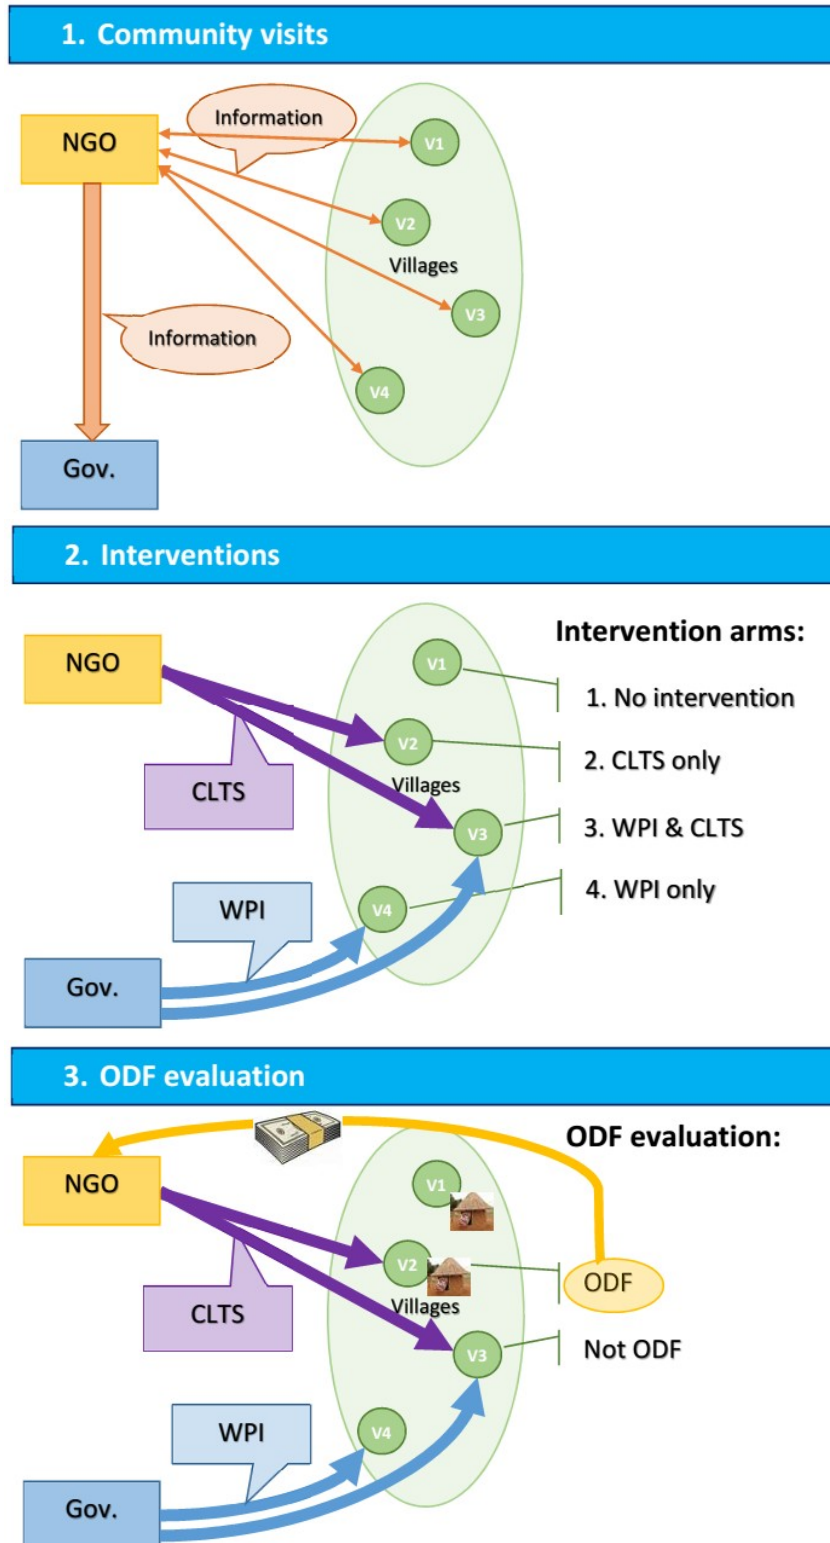 1. Community visits
NGO
Information
V1
V2
Villages
V3
Information
V4
Gov.
2. Interventions
Intervention arms:
NGO
V1
1. No intervention
V2
2. CLTS only
CLTS
Villages
V3
3. WPI & CLTS
WPI
V4
4. WPI only
Gov.
3. ODF evaluation
ODF evaluation:
NGO
V1
V2
ODF
CLTS
Villages
V3
Not ODF
WPI
V4
Gov.